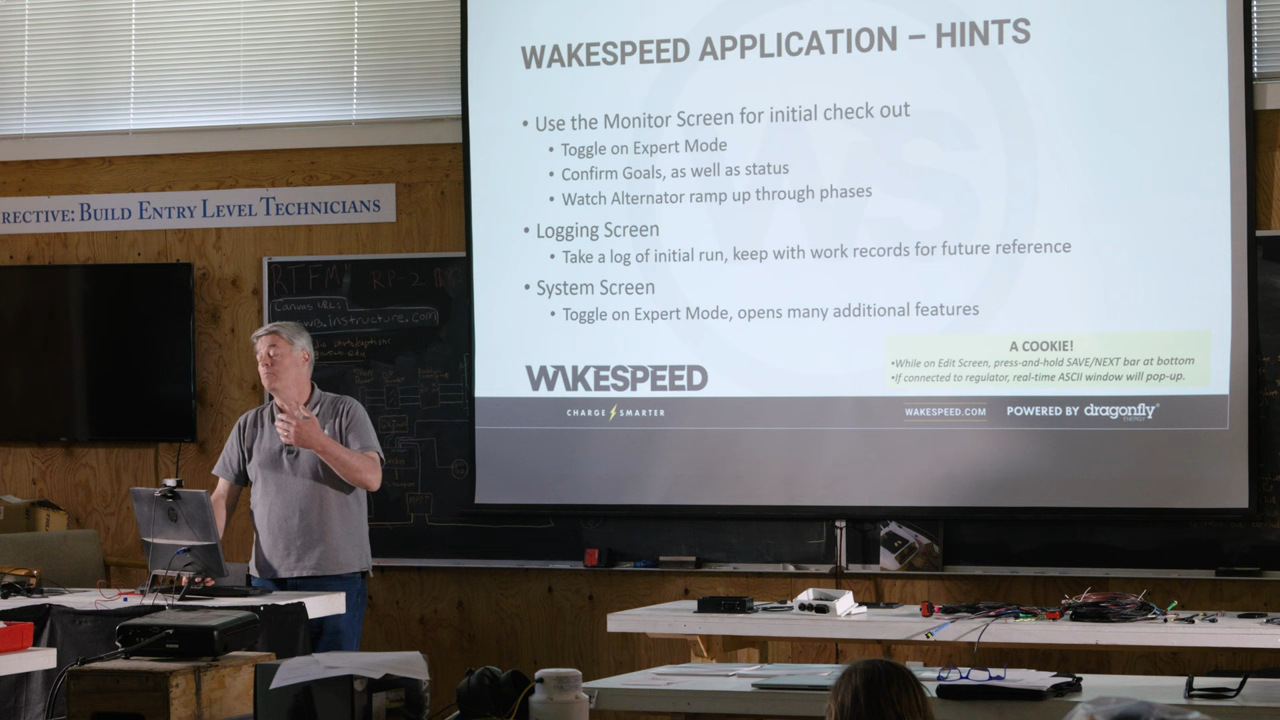 WAKESPEED APPLICATION – HINTS
• Use the Monitor Screen for initial check out
• Toggle on Expert Mode
• Confirm Goals, as well as status
• Watch Alternator ramp up through phases
• Logging Screen
• Take a log of initial run, keep with work records for future reference
• System Screen
• Toggle on Expert Mode, opens many additional features
A COOKIE!
•While on Edit Screen, press-and-hold SAVE/NEXT bar at bottom
•If connected to regulator, real-time ASCII window will pop-up.
WAKESPEED
CHARGE SMARTER
WAKESPEED.COM
POWERED BY dragonfly
ENERGY
RECTIVE: BUILD ENTRY LEVEL TECHNICIANS
RTFM
RP-2
Canvas URL:
.instructure.com